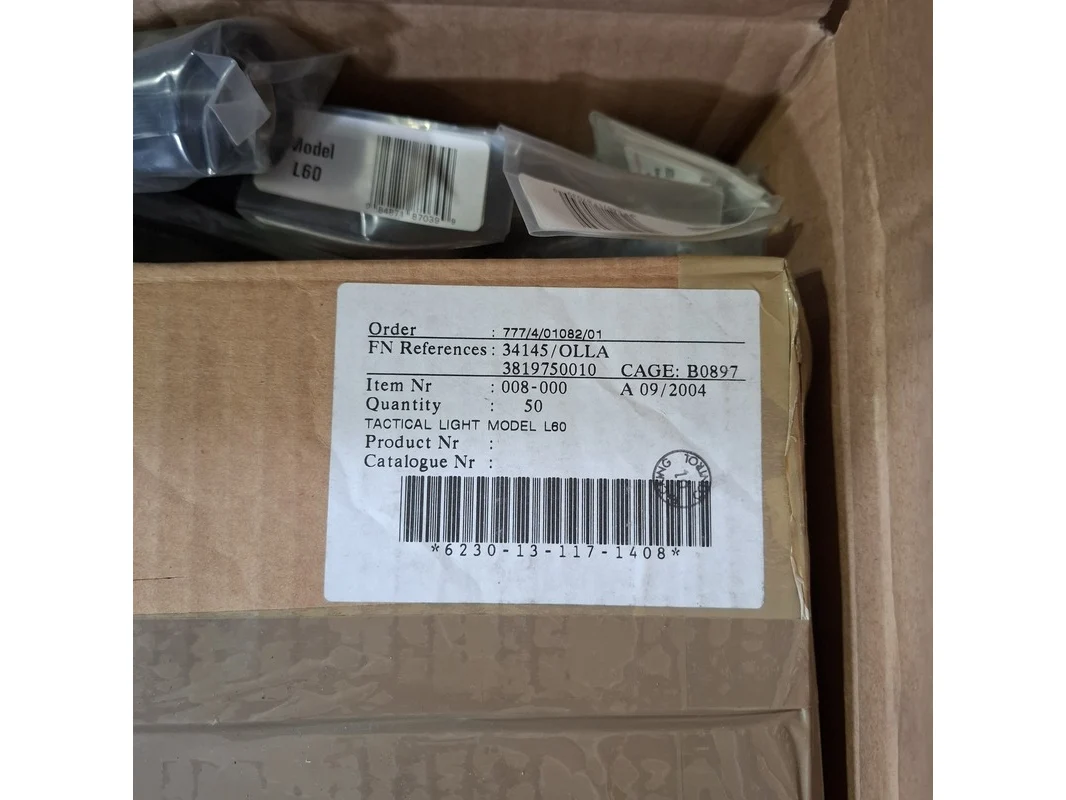 Model
L60
Order : 777/4/01082/01
FN References : 34145/OLLA
3819750010 CAGE: B0897
Item Nr : 008-000 A 09/2004
Quantity : 50
TACTICAL LIGHT MODEL L60
Product Nr :
Catalogue Nr :
*6230-13-117-1408*